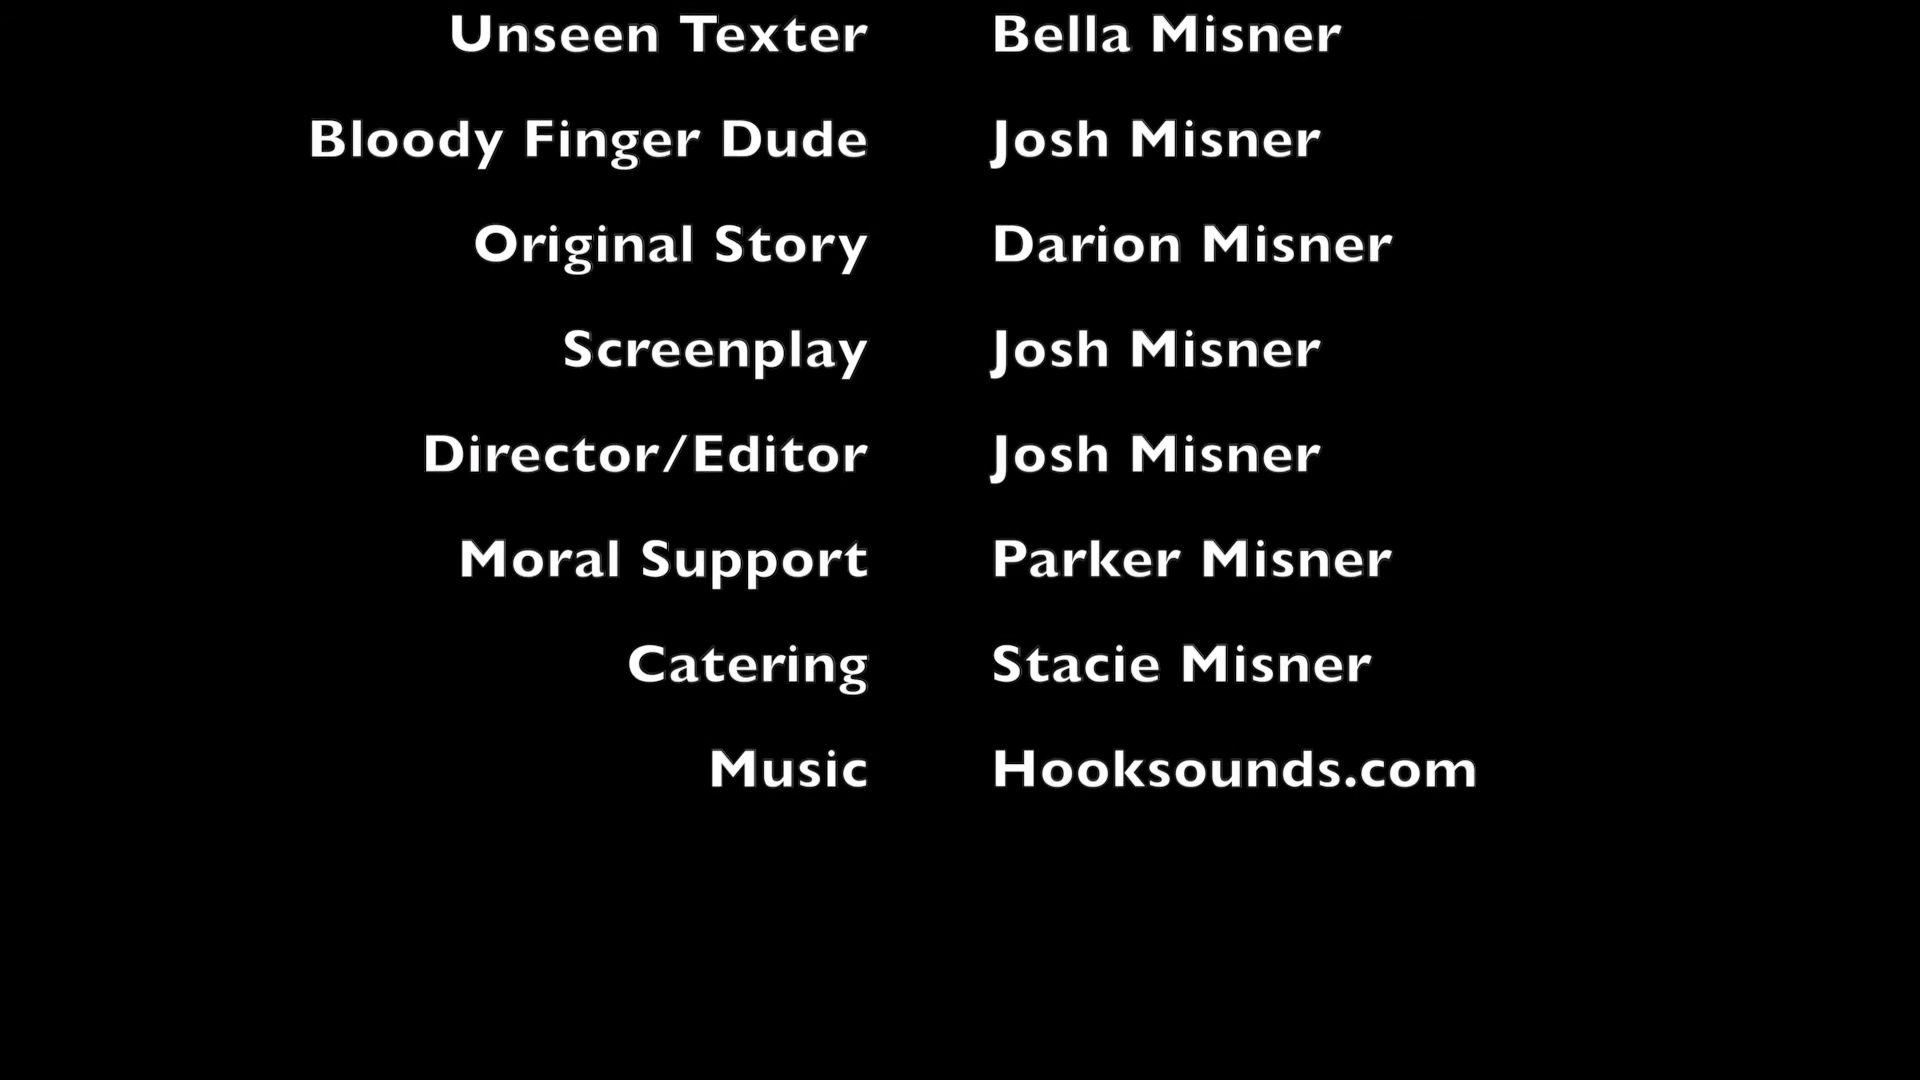 Unseen Texter Bella Misner
Bloody Finger Dude Josh Misner
Original Story Darion Misner
Screenplay Josh Misner
Director/Editor Josh Misner
Moral Support Parker Misner
Catering Stacie Misner
Music Hooksounds.com